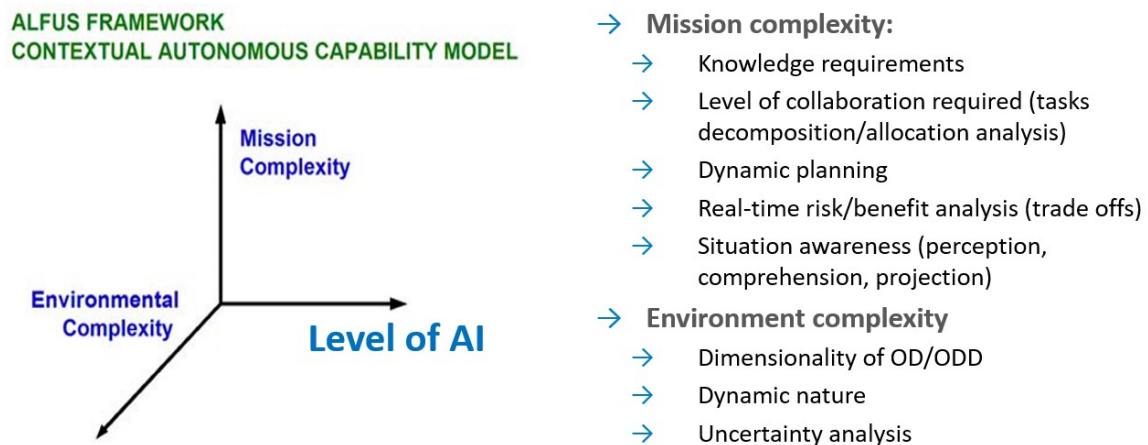 ALFUS FRAMEWORK
CONTEXTUAL AUTONOMOUS CAPABILITY MODEL
Mission
Complexity
Environmental
Complexity
Level of AI
→ Mission complexity:
→ Knowledge requirements
→ Level of collaboration required (tasks
decomposition/allocation analysis)
→ Dynamic planning
→ Real-time risk/benefit analysis (trade offs)
→ Situation awareness (perception,
comprehension, projection)
→ Environment complexity
→ Dimensionality of OD/ODD
→ Dynamic nature
→ Uncertainty analysis